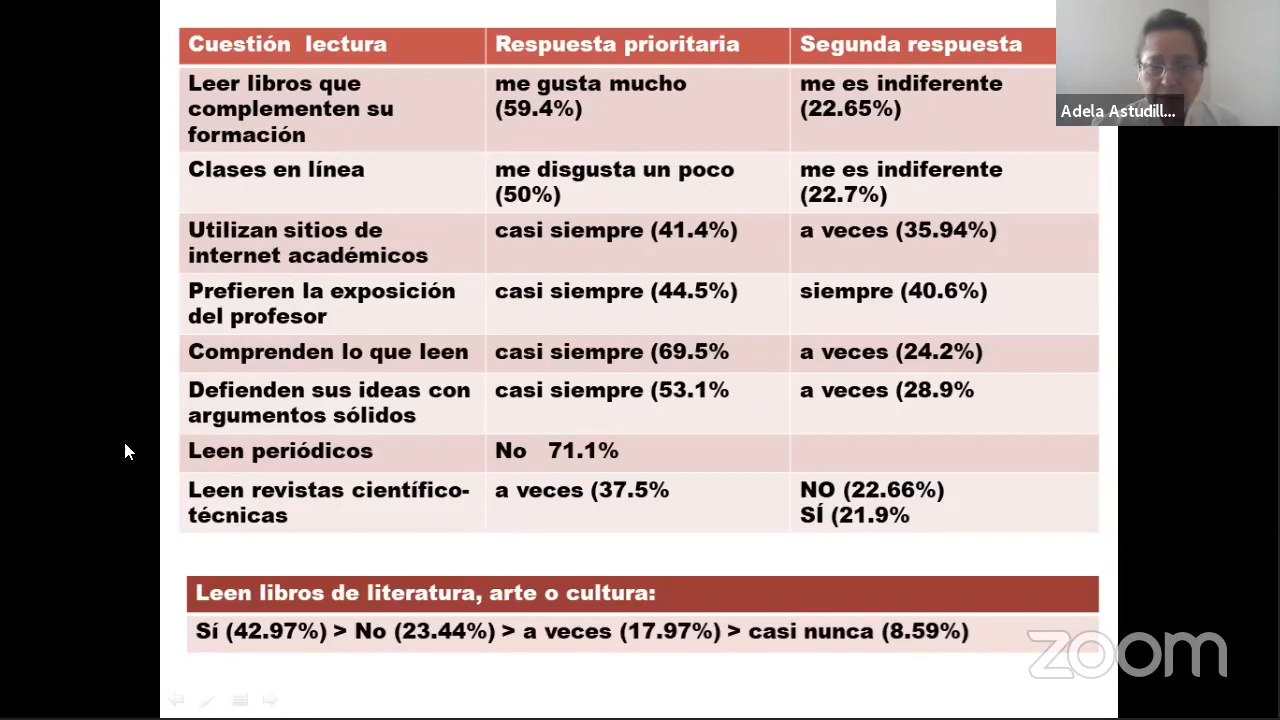 Cuestión lectura
Respuesta prioritaria
Segunda respuesta
Leer libros que
complementen su
formación
me gusta mucho
(59.4%)
me es indiferente
(22.65%)
Clases en línea
me disgusta un poco
(50%)
me es indiferente
(22.7%)
Utilizan sitios de
internet académicos
casi siempre (41.4%)
a veces (35.94%)
Prefieren la exposición
del profesor
casi siempre (44.5%)
siempre (40.6%)
Comprenden lo que leen
casi siempre (69.5%
a veces (24.2%)
Defienden sus ideas con
argumentos sólidos
casi siempre (53.1%
a veces (28.9%
Leen periódicos
No 71.1%
Leen revistas científico-
técnicas
a veces (37.5%
NO (22.66%)
SÍ (21.9%
Leen libros de literatura, arte o cultura:
Sí (42.97%) > No (23.44%) > a veces (17.97%) > casi nunca (8.59%)
Adela Astudill...
zoom